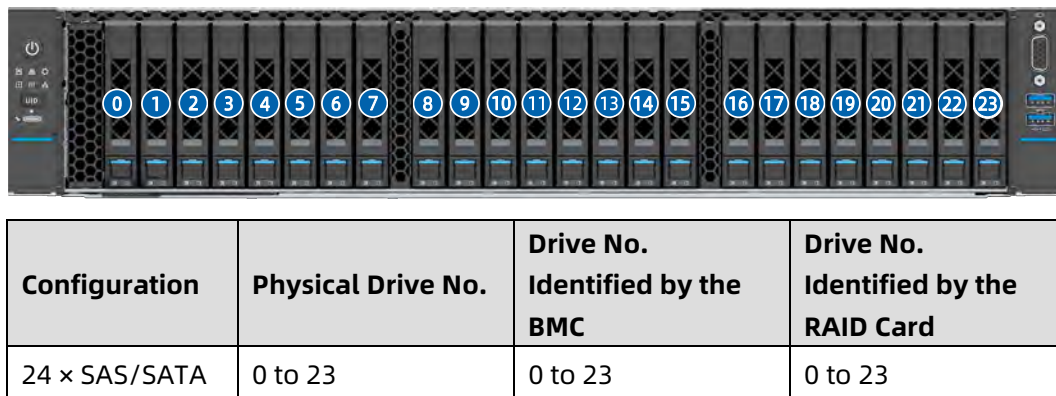 UID
0 1 2 3 4 5 6 7 8 9 10 11 12 13 14 15 16 17 18 19 20 21 22 23
Configuration
Physical Drive No.
Drive No.
Identified by the
BMC
Drive No.
Identified by the
RAID Card
24 × SAS/SATA
0 to 23
0 to 23
0 to 23